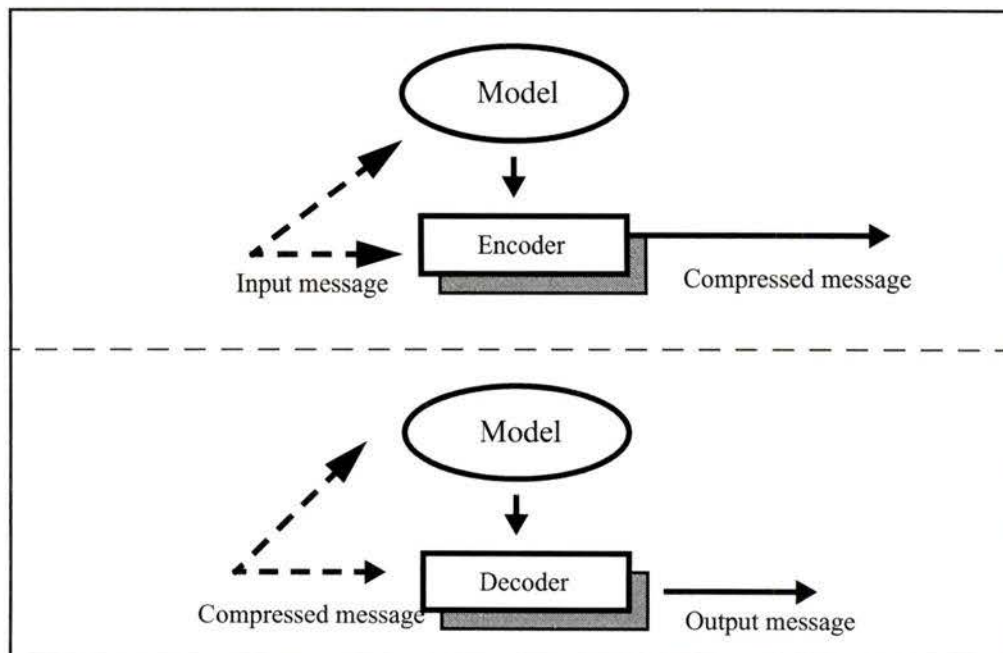 Model
Encoder
Input message
Compressed message
Model
Decoder
Compressed message
Output message